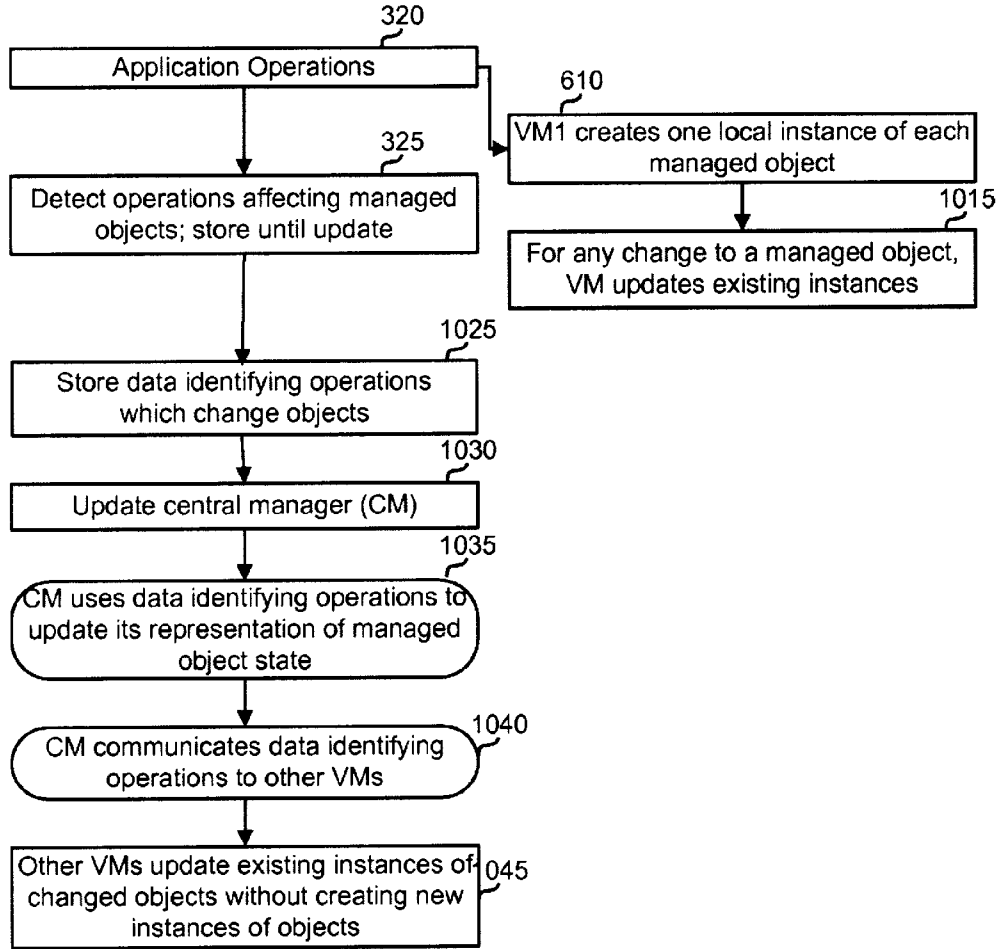 320
Application Operations
610
VM1 creates one local instance of each
managed object
325
Detect operations affecting managed
objects; store until update
1015
For any change to a managed object,
VM updates existing instances
1025
Store data identifying operations
which change objects
1030
Update central manager (CM)
1035
CM uses data identifying operations to
update its representation of managed
object state
1040
CM communicates data identifying
operations to other VMs
1045
Other VMs update existing instances of
changed objects without creating new
instances of objects